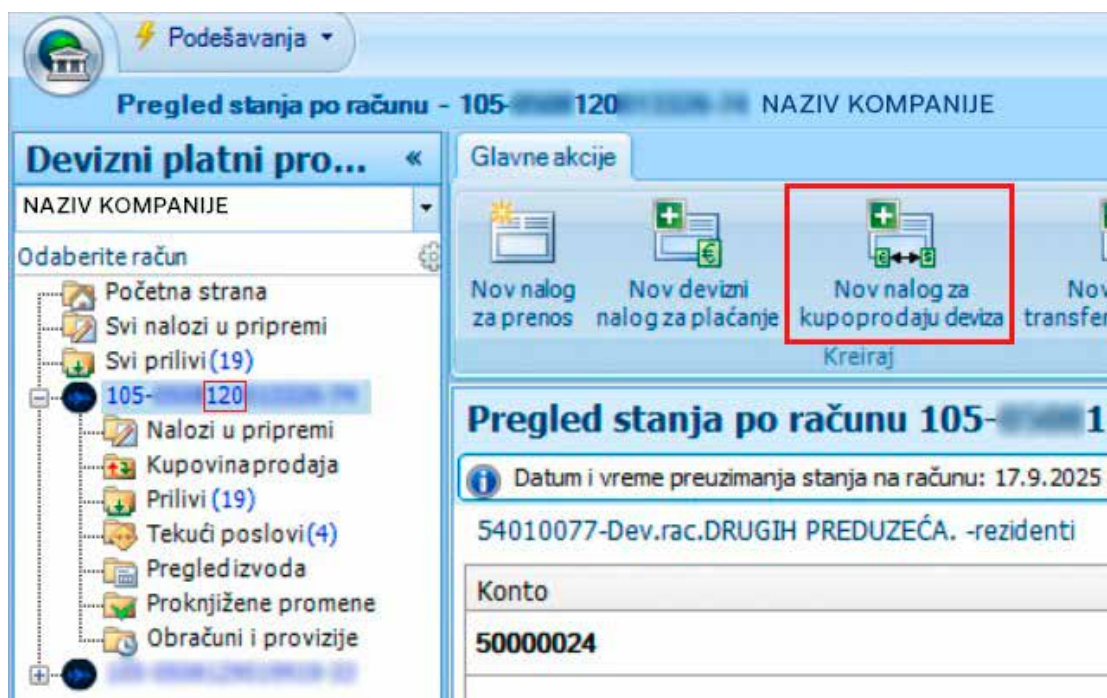 Podešavanja
Pregled stanja po računu - 105- 120 NAZIV KOMPANIJE
Devizni platni pro... «
NAZIV KOMPANIJE
Odaberite račun
Početna strana
Svi nalozi u pripremi
Svi prilivi (19)
105- 120
Nalozi u pripremi
Kupovina prodaja
Prilivi (19)
Tekući poslovi (4)
Pregled izvoda
Proknjižene promene
Obračuni i provizije
Glavne akcije
Nov nalog
za prenos
Nov devizni
nalog za plaćanje
Nov nalog za
kupoprodaju deviza
Nov
transfer
Kreiraj
Pregled stanja po računu 105- 1
Datum i vreme preuzimanja stanja na računu: 17.9.2025
54010077-Dev.rac.DRUGIH PREDUZEĆA. -rezidenti
Konto
50000024